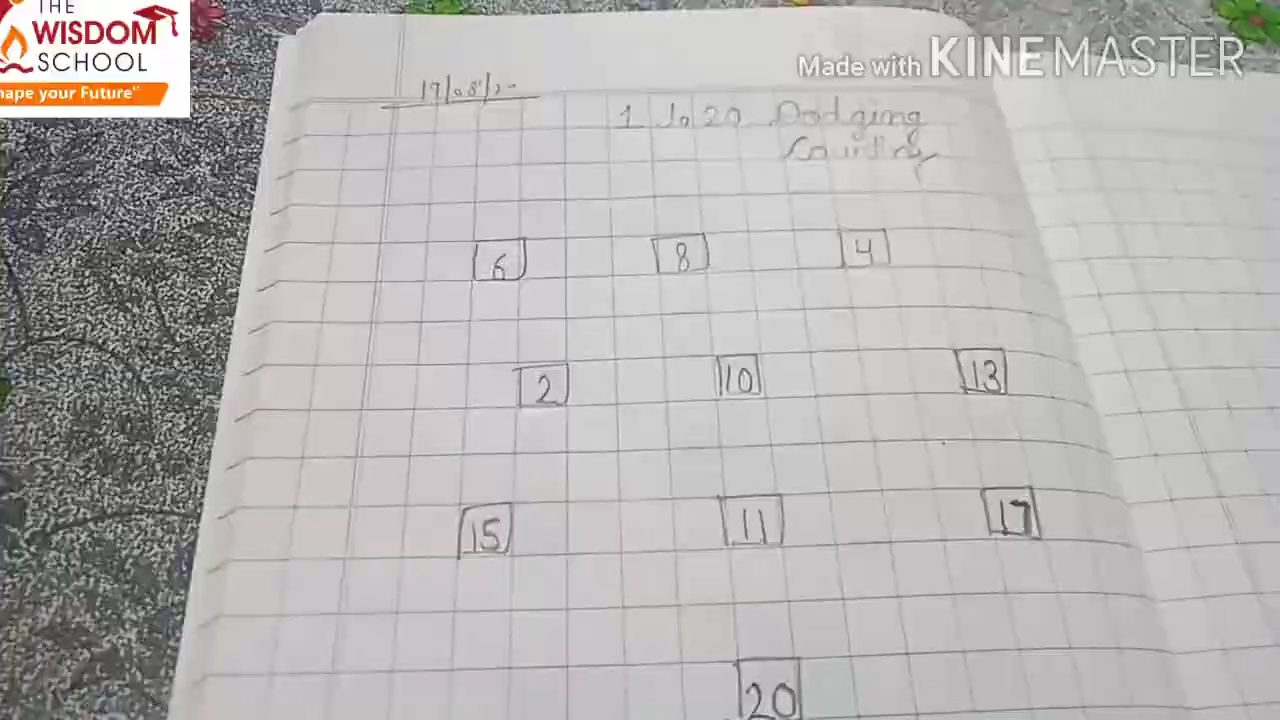 THE
WISDOM
SCHOOL
hape your Future"
Made with KINEMASTER
1 to 20 Dodging
Counting
6 8 4
2 10 13
15 11 17
20